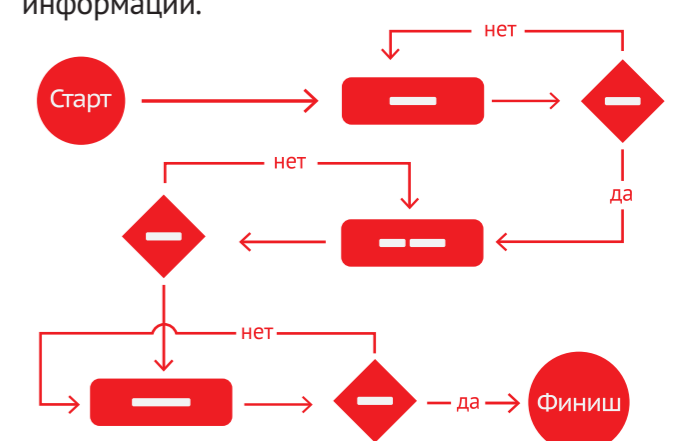 информации.
нет
Старт
нет
да
нет
да
Финиш